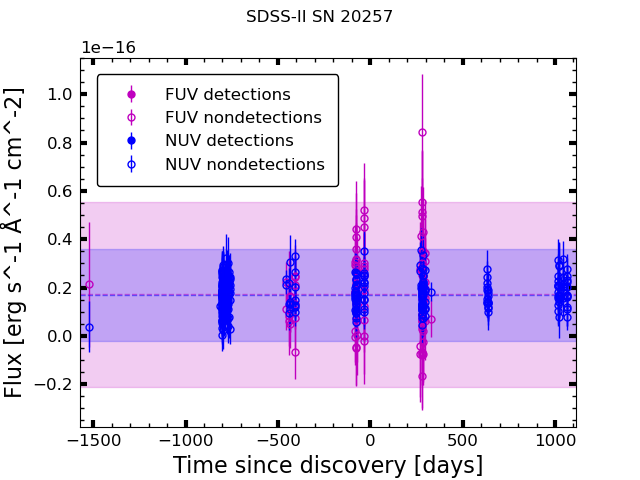 SDSS-II SN 20257
1e−16
FUV detections
FUV nondetections
NUV detections
NUV nondetections
1.0
0.8
0.6
0.4
0.2
0.0
−0.2
Flux [erg s^-1 Å^-1 cm^-2]
−1500 −1000 −500 0 500 1000
Time since discovery [days]